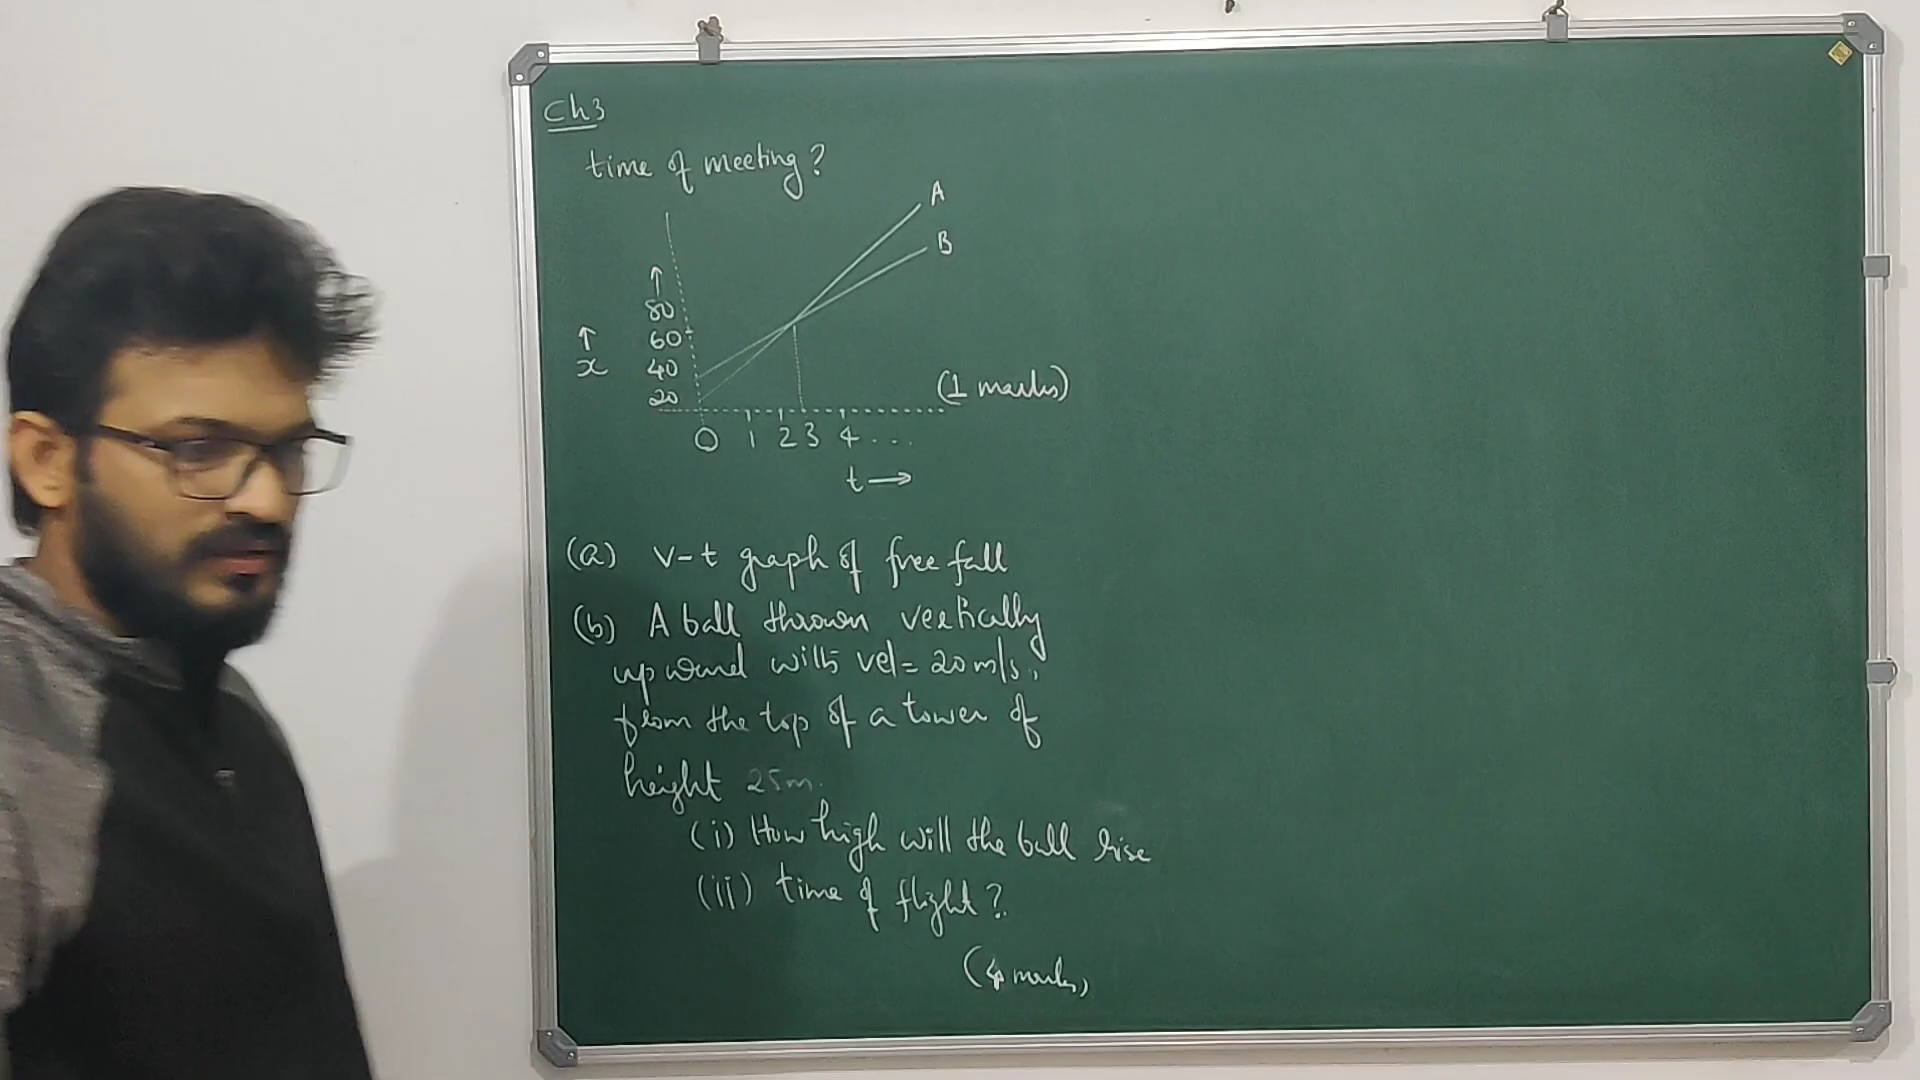 Ch3
time of meeting?
A
B
↑
80
60
↑
x
40
20
(1 marks)
0 1 2 3 4 . . .
t →
(a) v-t graph of free fall
(b) A ball thrown vertically
upward with vel = 20 m/s,
from the top of a tower of
height 25m.
(i) How high will the ball rise
(ii) time of flight?
(4 marks)